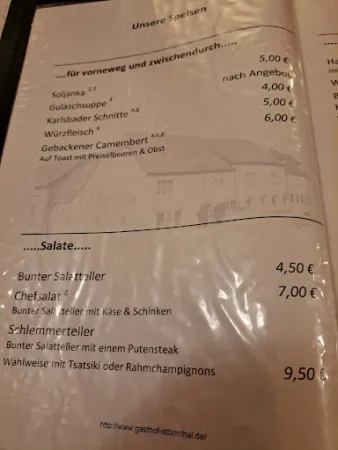 Unsere Speisen
....für vorneweg und zwischendurch.....
Soljanka 5,00 €
Gulaschsuppe nach Angebot
Karlsbader Schnitte 4,00 €
Würzfleisch 5,00 €
Gebackener Camembert 6,00 €
Auf Toast mit Preiselbeeren & Obst
.....Salate.....
Bunter Salatteller 4,50 €
Chefsalat 7,00 €
Bunter Salatteller mit Käse & Schinken
Schlemmerteller
Bunter Salatteller mit einem Putensteak
Wahlweise mit Tsatsiki oder Rahmchampignons 9,50 €
http://www.gasthof-störmthal.de/